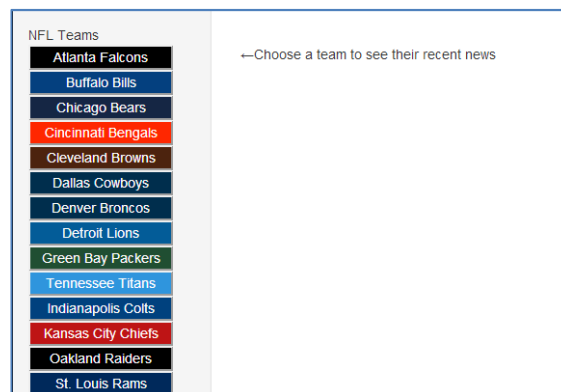 NFL Teams
Atlanta Falcons
←Choose a team to see their recent news
Buffalo Bills
Chicago Bears
Cincinnati Bengals
Cleveland Browns
Dallas Cowboys
Denver Broncos
Detroit Lions
Green Bay Packers
Tennessee Titans
Indianapolis Colts
Kansas City Chiefs
Oakland Raiders
St. Louis Rams